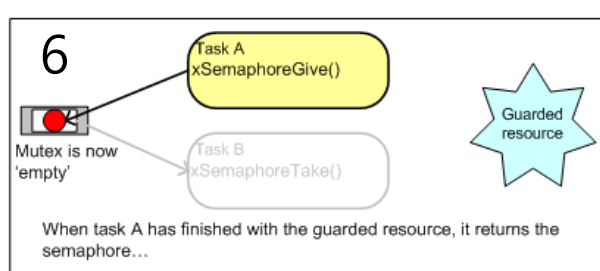 6
Task A
xSemaphoreGive()
Guarded
resource
Mutex is now
'empty'
Task B
xSemaphoreTake()
When task A has finished with the guarded resource, it returns the
semaphore...